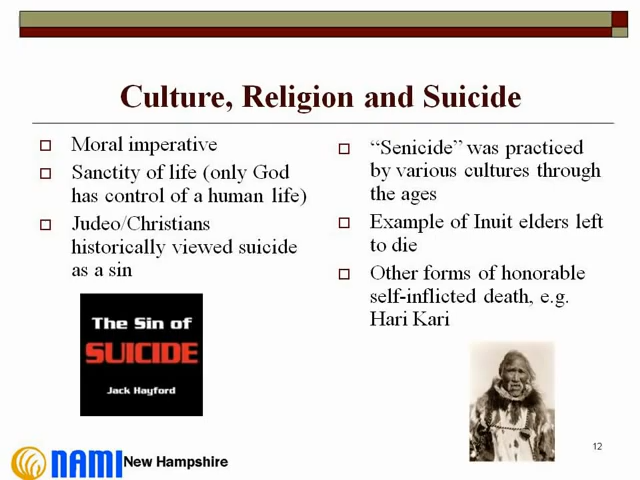 Culture, Religion and Suicide
Moral imperative
Sanctity of life (only God
has control of a human life)
Judeo/Christians
historically viewed suicide
as a sin
The Sin of
SUICIDE
Jack Hayford
“Senicide” was practiced
by various cultures through
the ages
Example of Inuit elders left
to die
Other forms of honorable
self-inflicted death, e.g.
Hari Kari
12
NAMI New Hampshire